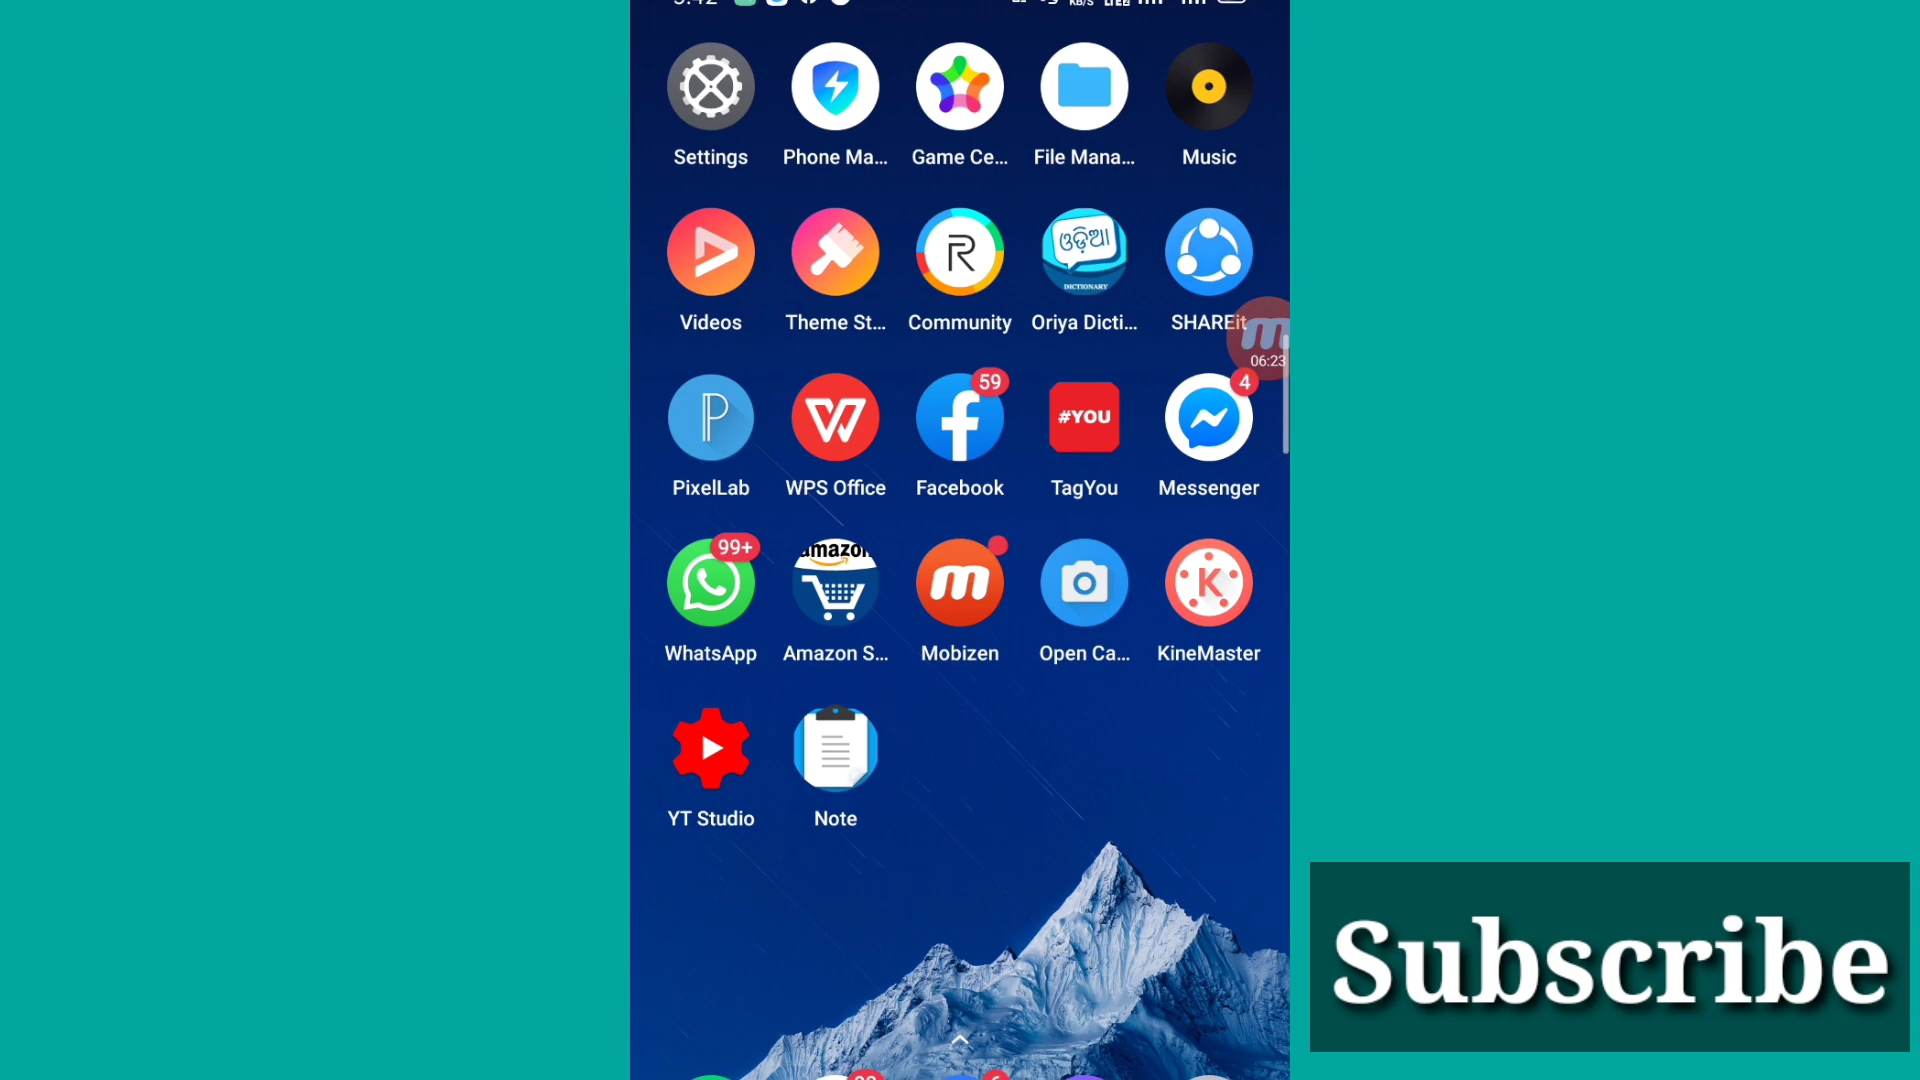 Settings Phone Ma... Game Ce... File Mana... Music
ଓଡ଼ିଆ
DICTIONARY
R
Videos Theme St... Community Oriya Dicti... SHAREit
m
06:23
59 4
P W f #YOU
PixelLab WPS Office Facebook TagYou Messenger
99+
amazon
m K
WhatsApp Amazon S... Mobizen Open Ca... KineMaster
YT Studio Note
Subscribe